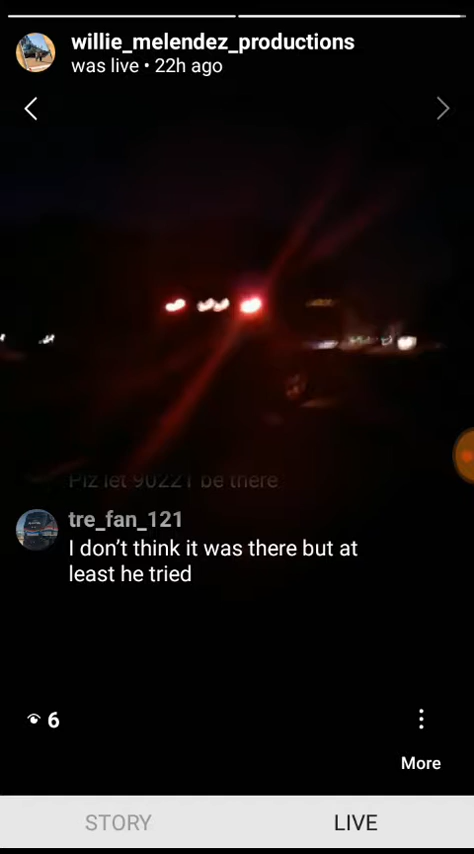 willie_melendez_productions
was live • 22h ago
Plz let 90221 be there
tre_fan_121
I don't think it was there but at
least he tried
6
More
STORY
LIVE